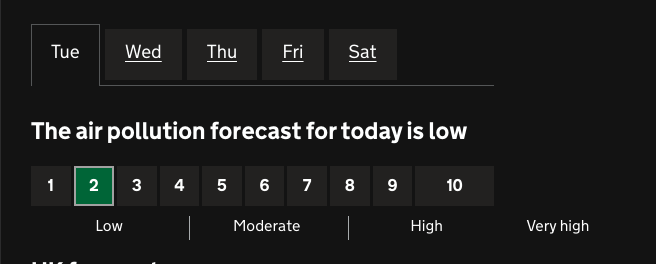 Tue Wed Thu Fri Sat
The air pollution forecast for today is low
1 2 3 4 5 6 7 8 9 10
Low Moderate High Very high